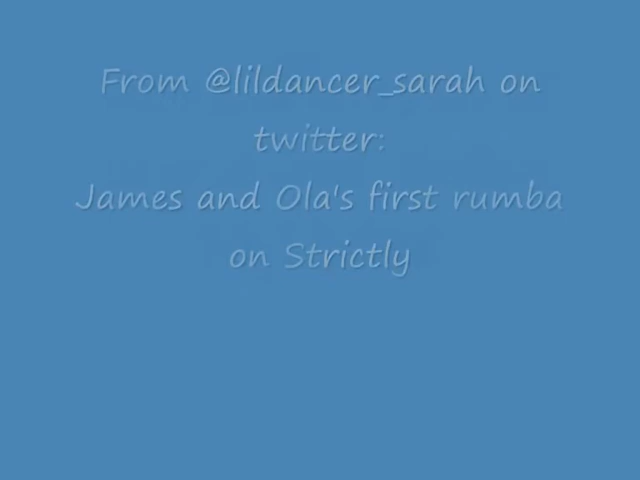 From @lildancer_sarah on
twitter:
James and Ola's first rumba
on Strictly